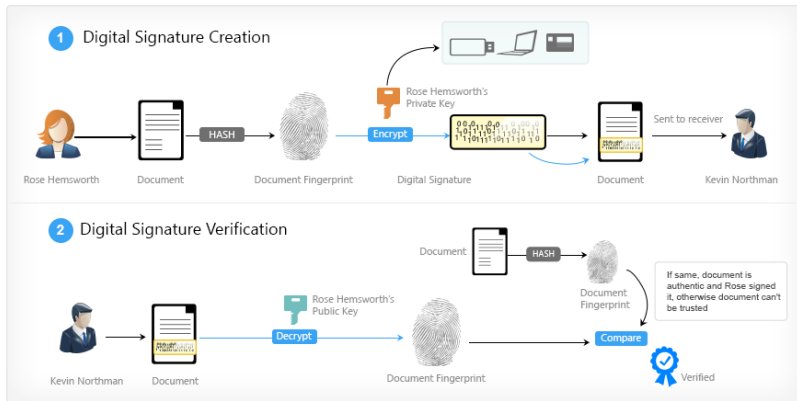 1 Digital Signature Creation
Rose Hemsworth's
Private Key
HASH
Encrypt
Sent to receiver
Rose Hemsworth
Document
Document Fingerprint
Digital Signature
Document
Kevin Northman
2 Digital Signature Verification
Document
HASH
Document
Fingerprint
If same, document is
authentic and Rose signed
it, otherwise document can't
be trusted
Rose Hemsworth's
Public Key
Decrypt
Compare
Kevin Northman
Document
Document Fingerprint
Verified